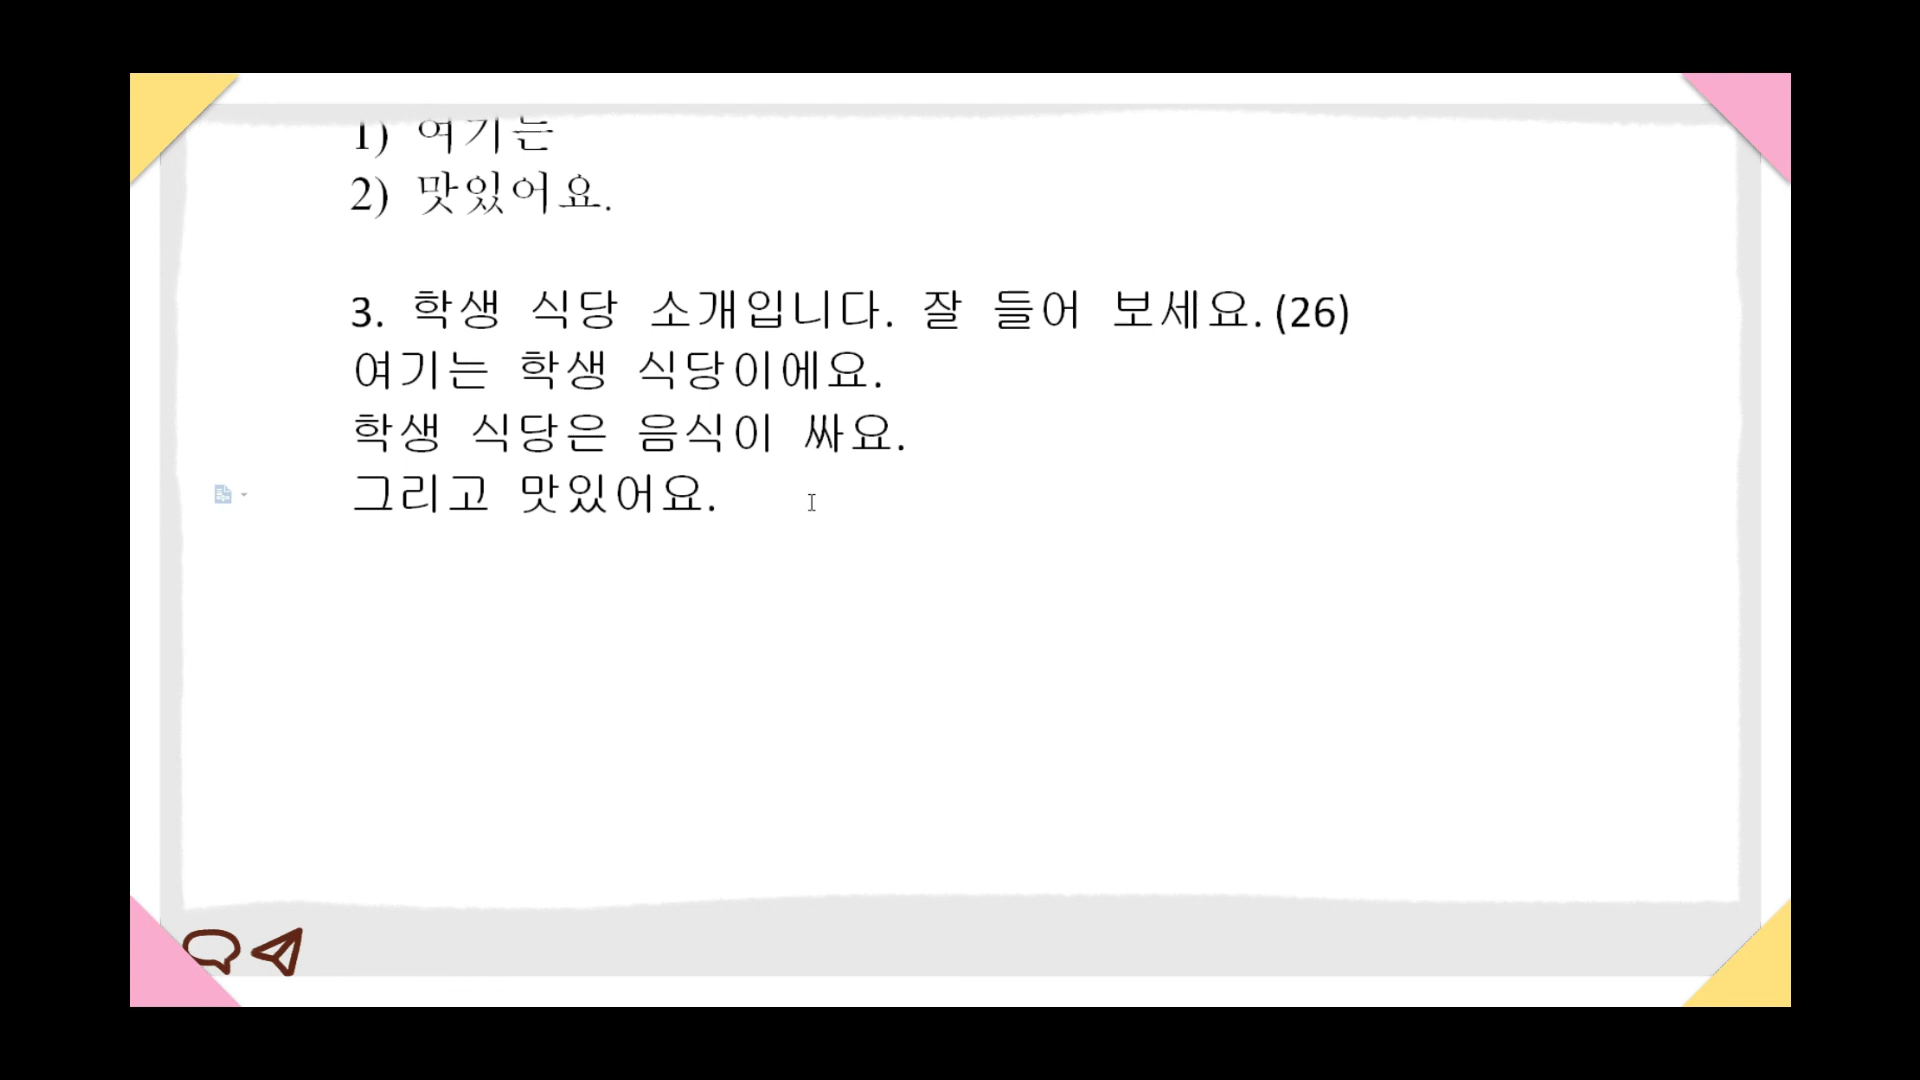 1) 여기는
2) 맛있어요.
3. 학생 식당 소개입니다. 잘 들어 보세요. (26)
여기는 학생 식당이에요.
학생 식당은 음식이 싸요.
그리고 맛있어요.